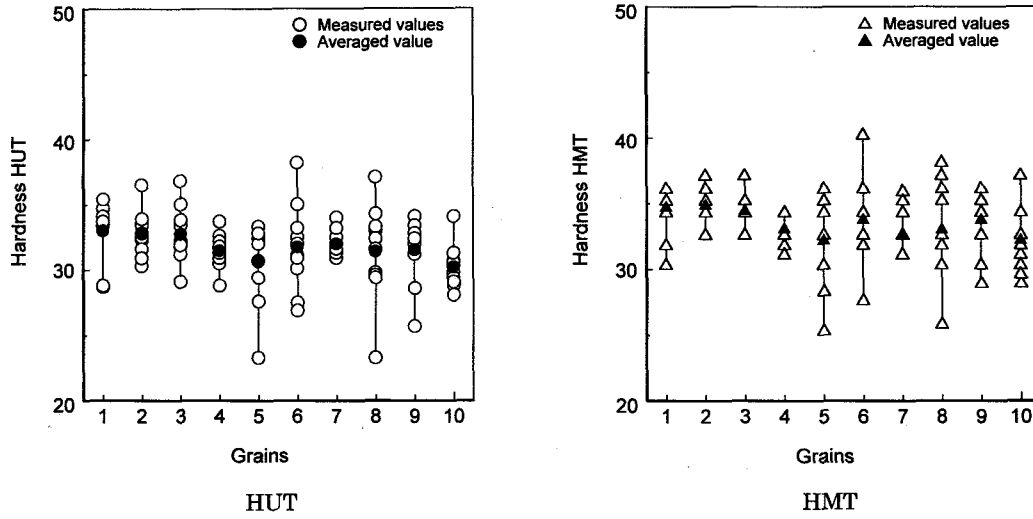 50
40
30
20
Hardness HUT
Measured values
Averaged value
1 2 3 4 5 6 7 8 9 10
Grains
HUT
50
40
30
20
Hardness HMT
Measured values
Averaged value
1 2 3 4 5 6 7 8 9 10
Grains
HMT